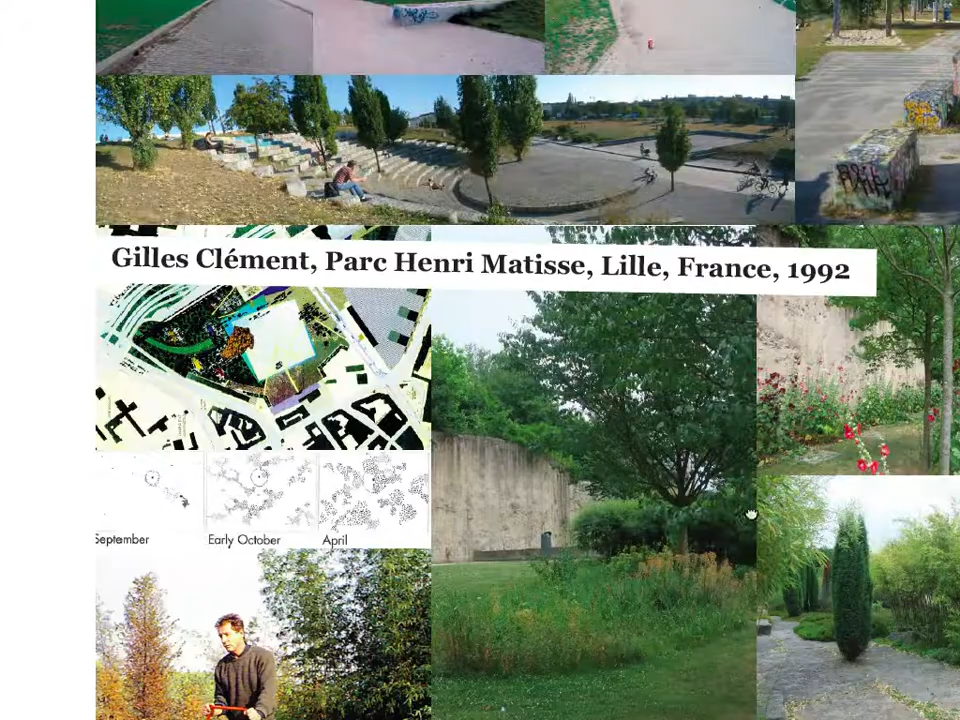 Gilles Clément, Parc Henri Matisse, Lille, France, 1992
September
Early October
April